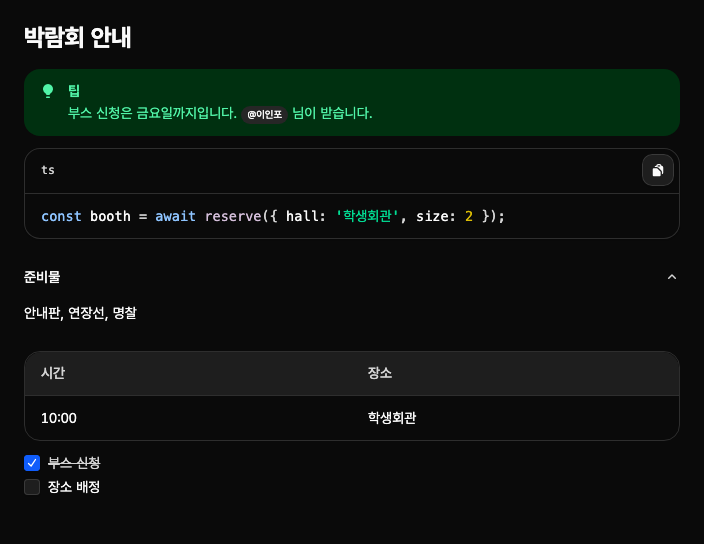 박람회 안내
팁
부스 신청은 금요일까지입니다. @이인포 님이 받습니다.
ts
const booth = await reserve({ hall: '학생회관', size: 2 });
준비물
안내판, 연장선, 명찰
시간 장소
10:00 학생회관
부스 신청
장소 배정